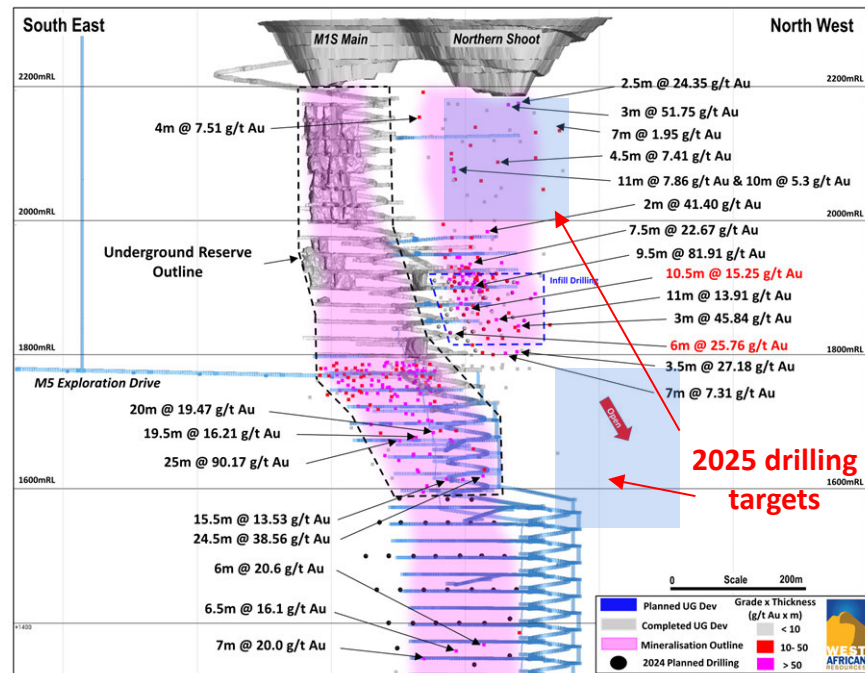 South East
M1S Main
Northern Shoot
North West
2200mRL
2200mRL
2.5m @ 24.35 g/t Au
3m @ 51.75 g/t Au
4m @ 7.51 g/t Au
7m @ 1.95 g/t Au
4.5m @ 7.41 g/t Au
11m @ 7.86 g/t Au & 10m @ 5.3 g/t Au
2m @ 41.40 g/t Au
2000mRL
2000mRL
7.5m @ 22.67 g/t Au
Underground Reserve
Outline
9.5m @ 81.91 g/t Au
10.5m @ 15.25 g/t Au
Infill Drilling
11m @ 13.91 g/t Au
3m @ 45.84 g/t Au
6m @ 25.76 g/t Au
1800mRL
1800mRL
3.5m @ 27.18 g/t Au
M5 Exploration Drive
7m @ 7.31 g/t Au
20m @ 19.47 g/t Au
Open
19.5m @ 16.21 g/t Au
25m @ 90.17 g/t Au
2025 drilling
targets
1600mRL
1600mRL
15.5m @ 13.53 g/t Au
24.5m @ 38.56 g/t Au
6m @ 20.6 g/t Au
0 Scale 200m
6.5m @ 16.1 g/t Au
7m @ 20.0 g/t Au
+1400
Planned UG Dev
Completed UG Dev
Mineralisation Outline
2024 Planned Drilling
Grade x Thickness
(g/t Au x m)
< 10
10- 50
> 50
WEST
AFRICAN
RESOURCES